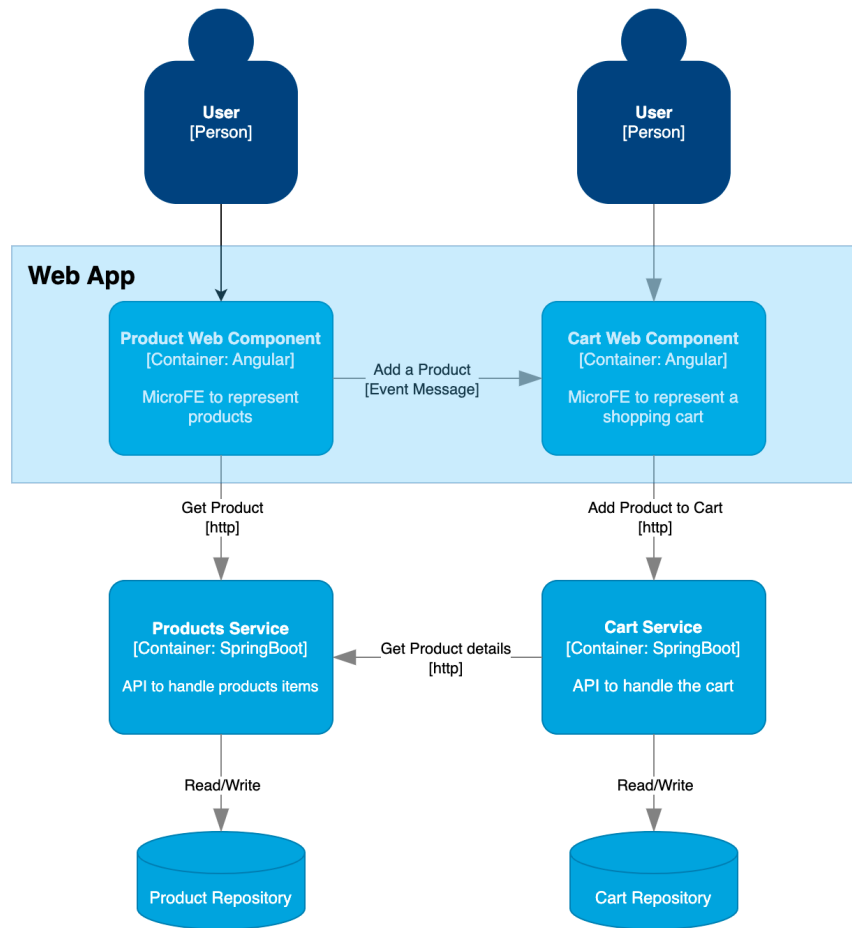 User
[Person]
User
[Person]
Web App
Product Web Component
[Container: Angular]
MicroFE to represent
products
Add a Product
[Event Message]
Cart Web Component
[Container: Angular]
MicroFE to represent a
shopping cart
Get Product
[http]
Add Product to Cart
[http]
Products Service
[Container: SpringBoot]
API to handle products items
Get Product details
[http]
Cart Service
[Container: SpringBoot]
API to handle the cart
Read/Write
Read/Write
Product Repository
Cart Repository